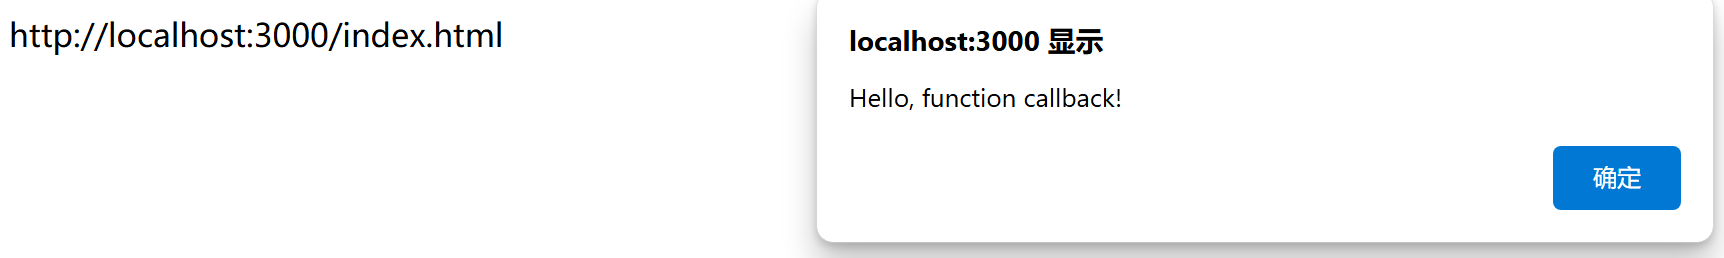 http://localhost:3000/index.html
localhost:3000 显示
Hello, function callback!
确定